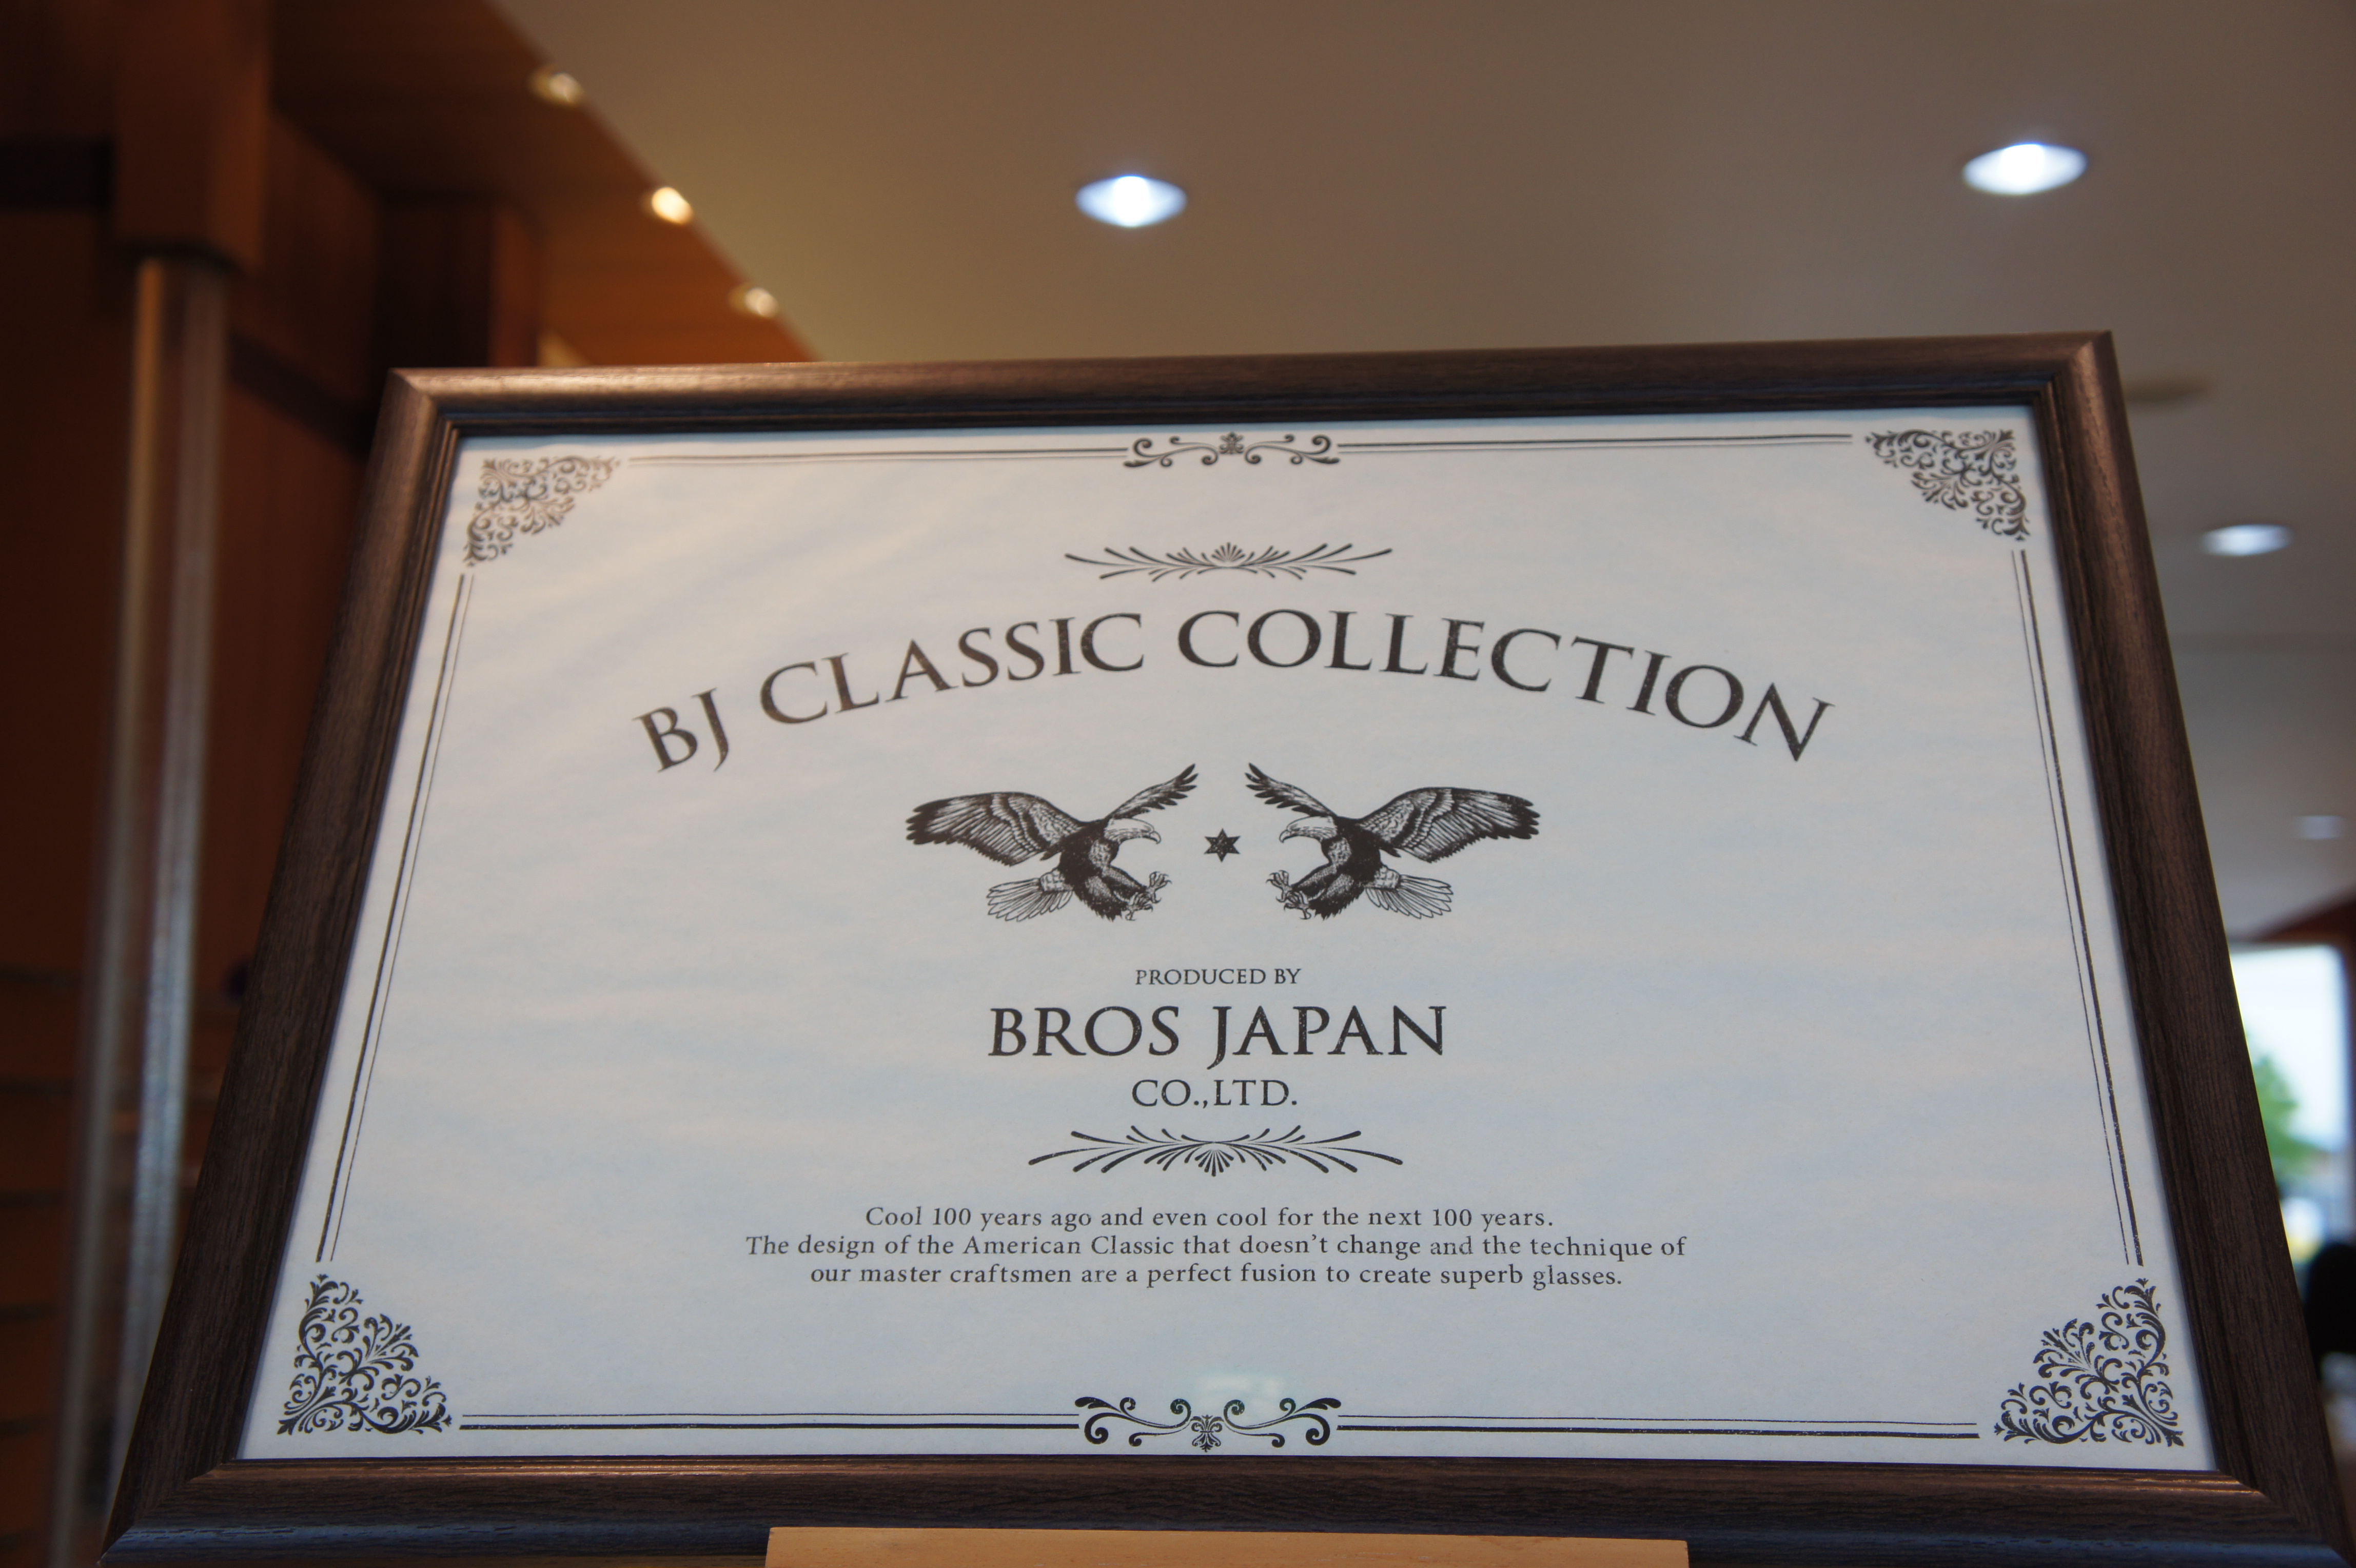 BJ CLASSIC COLLECTION
PRODUCED BY
BROS JAPAN
CO.,LTD.
Cool 100 years ago and even cool for the next 100 years.
The design of the American Classic that doesn't change and the technique of
our master craftsmen are a perfect fusion to create superb glasses.